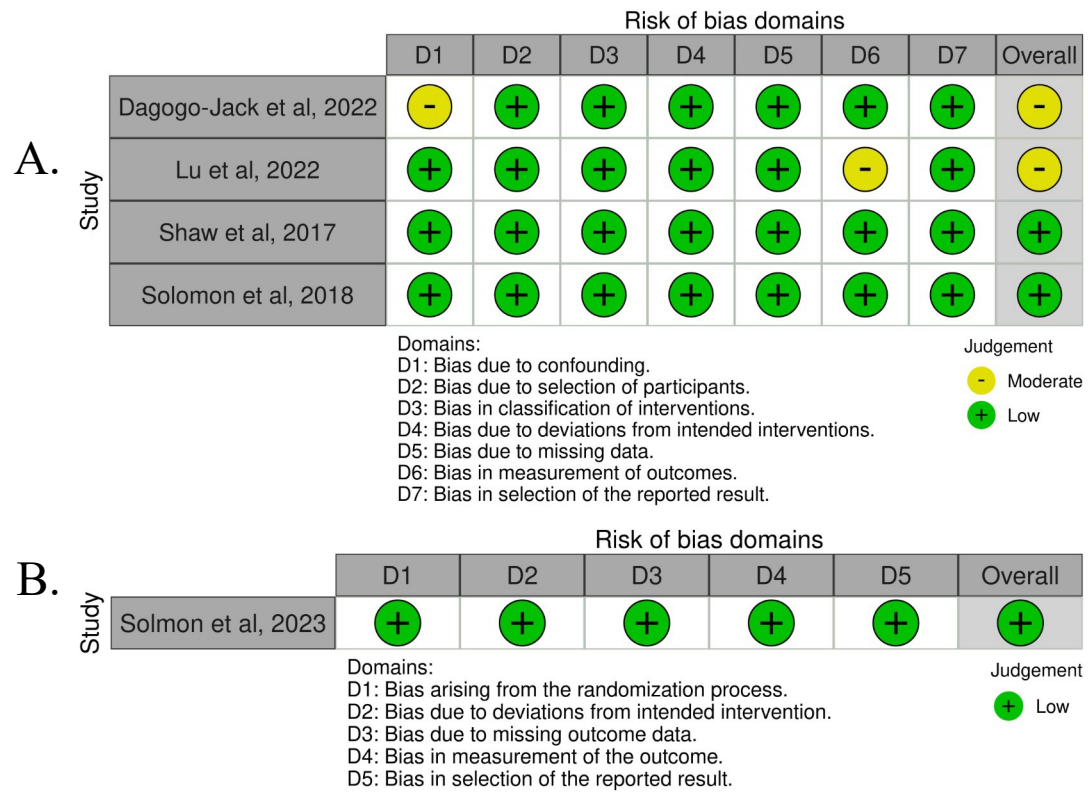 Risk of bias domains
D1 D2 D3 D4 D5 D6 D7 Overall
A.
Study
Dagogo-Jack et al, 2022 - + + + + + + -
Lu et al, 2022 + + + + + - + -
Shaw et al, 2017 + + + + + + + +
Solomon et al, 2018 + + + + + + + +
Domains:
D1: Bias due to confounding.
D2: Bias due to selection of participants.
D3: Bias in classification of interventions.
D4: Bias due to deviations from intended interventions.
D5: Bias due to missing data.
D6: Bias in measurement of outcomes.
D7: Bias in selection of the reported result.
Judgement
- Moderate
+ Low
Risk of bias domains
B.
D1 D2 D3 D4 D5 Overall
Study
Solmon et al, 2023 + + + + + +
Domains:
D1: Bias arising from the randomization process.
D2: Bias due to deviations from intended intervention.
D3: Bias due to missing outcome data.
D4: Bias in measurement of the outcome.
D5: Bias in selection of the reported result.
Judgement
+ Low